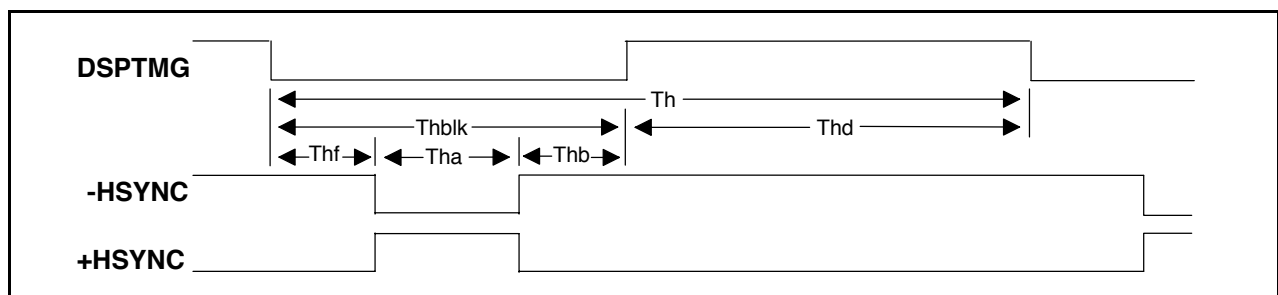 DSPTMG
Th
Thblk
Thd
Thf
Tha
Thb
-HSYNC
+HSYNC